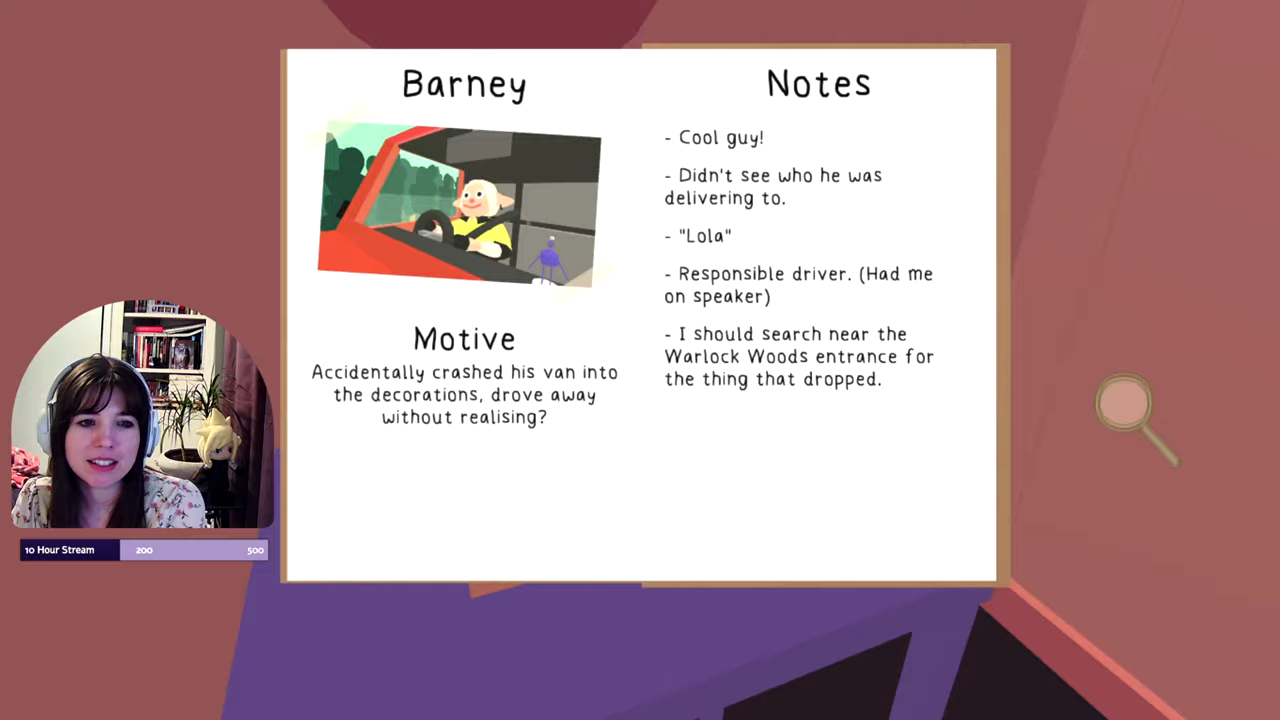 Barney
Motive
Accidentally crashed his van into
the decorations, drove away
without realising?
Notes
- Cool guy!
- Didn't see who he was
delivering to.
- "Lola"
- Responsible driver. (Had me
on speaker)
- I should search near the
Warlock Woods entrance for
the thing that dropped.
10 Hour Stream 200 500